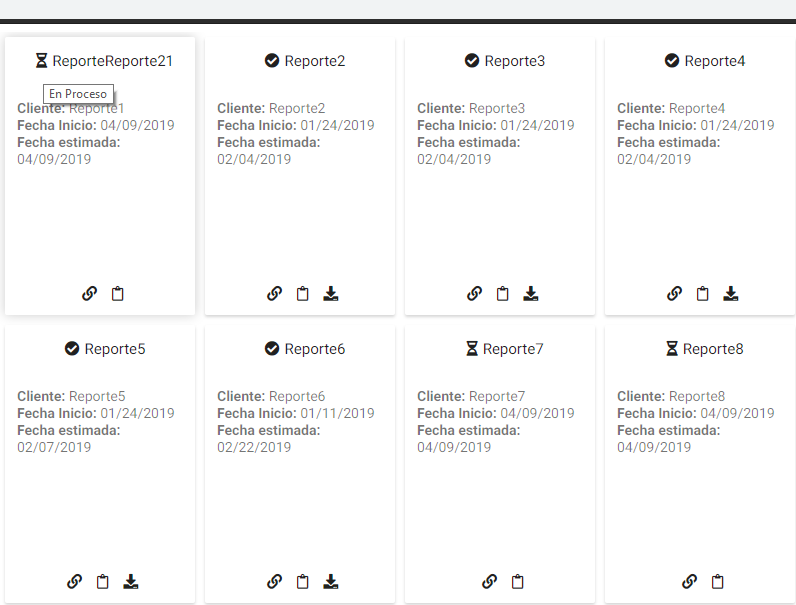 ReporteReporte21
En Proceso
Cliente: Reporte1
Fecha Inicio: 04/09/2019
Fecha estimada:
04/09/2019
Reporte2
Cliente: Reporte2
Fecha Inicio: 01/24/2019
Fecha estimada:
02/04/2019
Reporte3
Cliente: Reporte3
Fecha Inicio: 01/24/2019
Fecha estimada:
02/04/2019
Reporte4
Cliente: Reporte4
Fecha Inicio: 01/24/2019
Fecha estimada:
02/04/2019
Reporte5
Cliente: Reporte5
Fecha Inicio: 01/24/2019
Fecha estimada:
02/07/2019
Reporte6
Cliente: Reporte6
Fecha Inicio: 01/11/2019
Fecha estimada:
02/22/2019
Reporte7
Cliente: Reporte7
Fecha Inicio: 04/09/2019
Fecha estimada:
04/09/2019
Reporte8
Cliente: Reporte8
Fecha Inicio: 04/09/2019
Fecha estimada:
04/09/2019